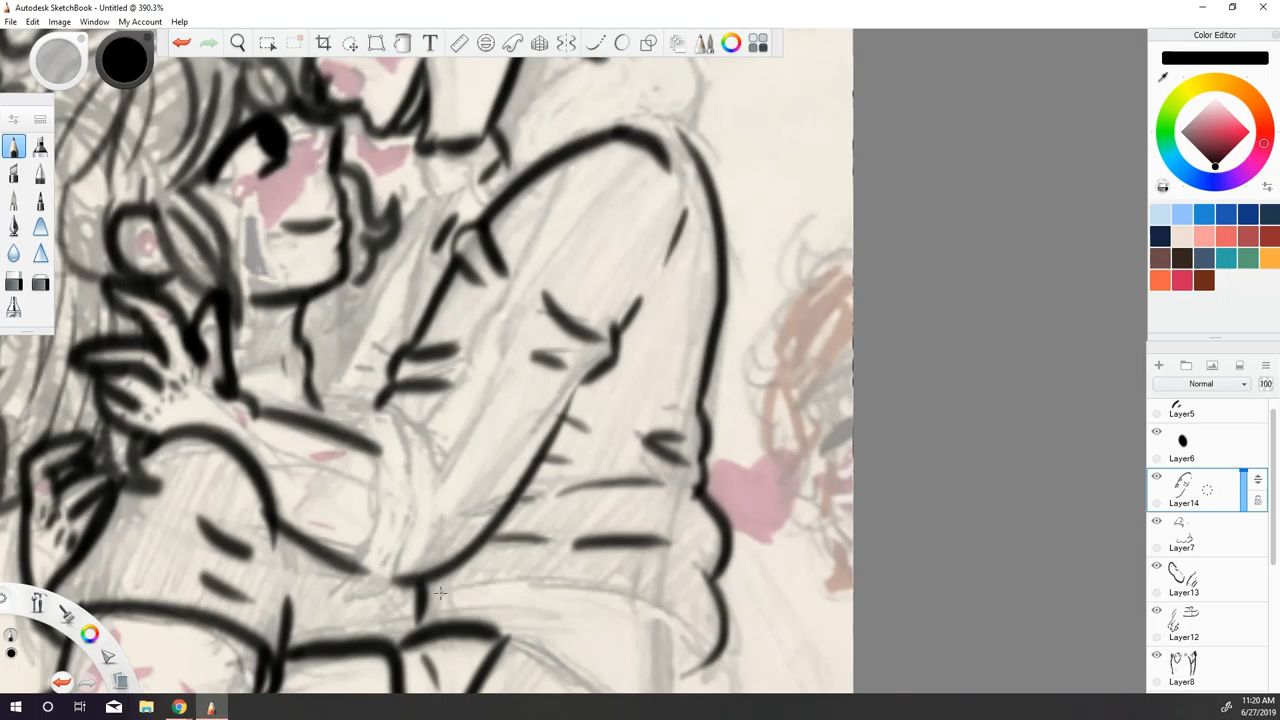 Autodesk SketchBook - Untitled @ 390.3%
File Edit Image Window My Account Help
T
Color Editor
Normal
100
Layer5
Layer6
Layer14
Layer7
Layer13
Layer12
Layer8
11:20 AM
6/27/2019